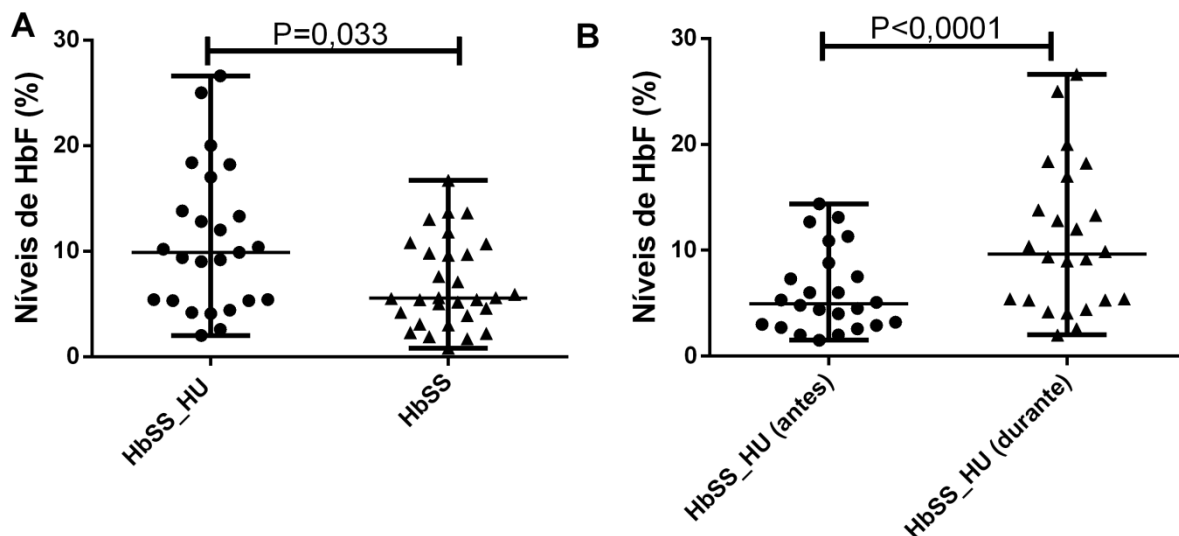 A
P=0,033
Níveis de HbF (%)
30
20
10
0
HbSS_HU
HbSS
B
P<0,0001
Níveis de HbF (%)
30
20
10
0
HbSS_HU (antes)
HbSS_HU (durante)